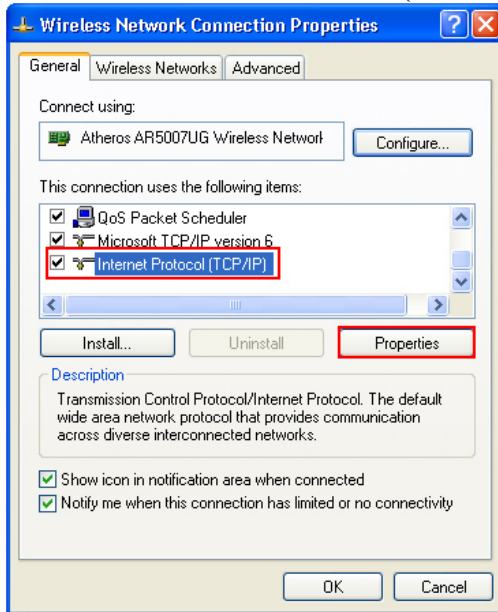 Wireless Network Connection Properties
General Wireless Networks Advanced
Connect using:
Atheros AR5007UG Wireless Network Configure...
This connection uses the following items:
QoS Packet Scheduler
Microsoft TCP/IP version 6
Internet Protocol (TCP/IP)
Install... Uninstall Properties
Description
Transmission Control Protocol/Internet Protocol. The default
wide area network protocol that provides communication
across diverse interconnected networks.
Show icon in notification area when connected
Notify me when this connection has limited or no connectivity
OK Cancel